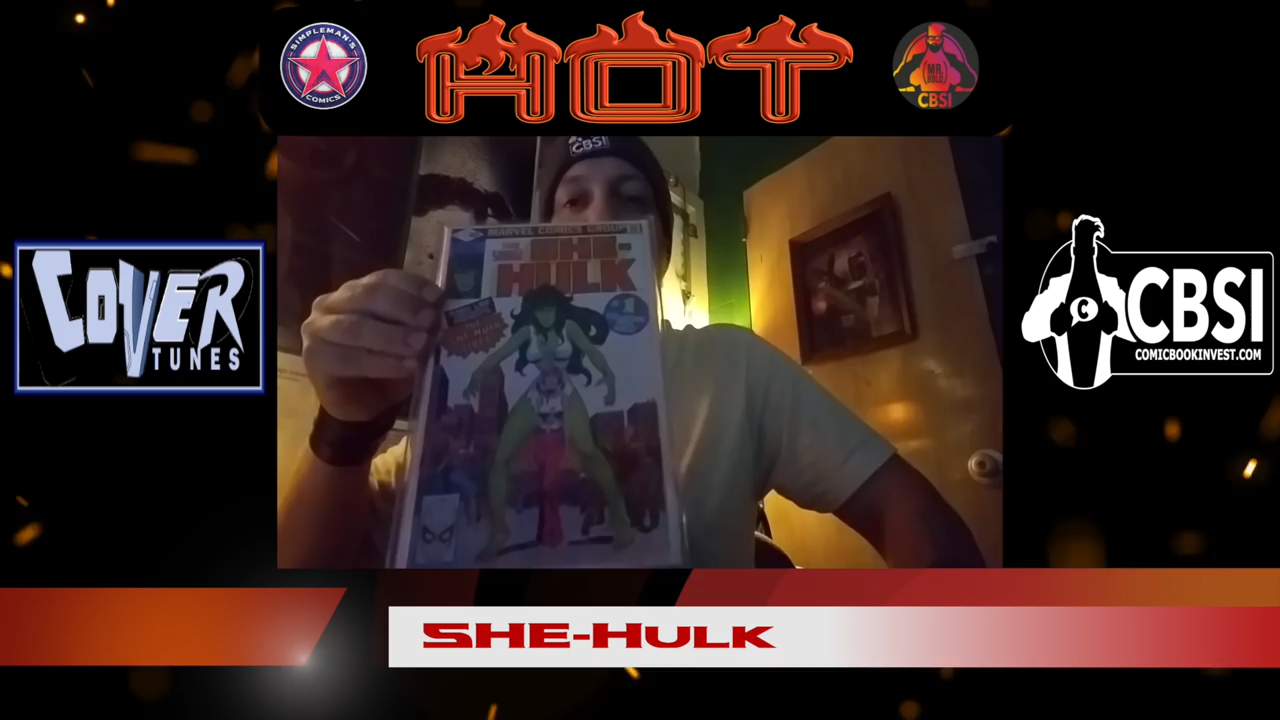 SIMPLEMAN'S
COMICS
HOT
MR. BOLO
CBSI
CBSI
MARVEL COMICS GROUP
THE
SHE-
HULK
#1
COVER
TUNES
CBSI
COMICBOOKINVEST.COM
SHE-HULK